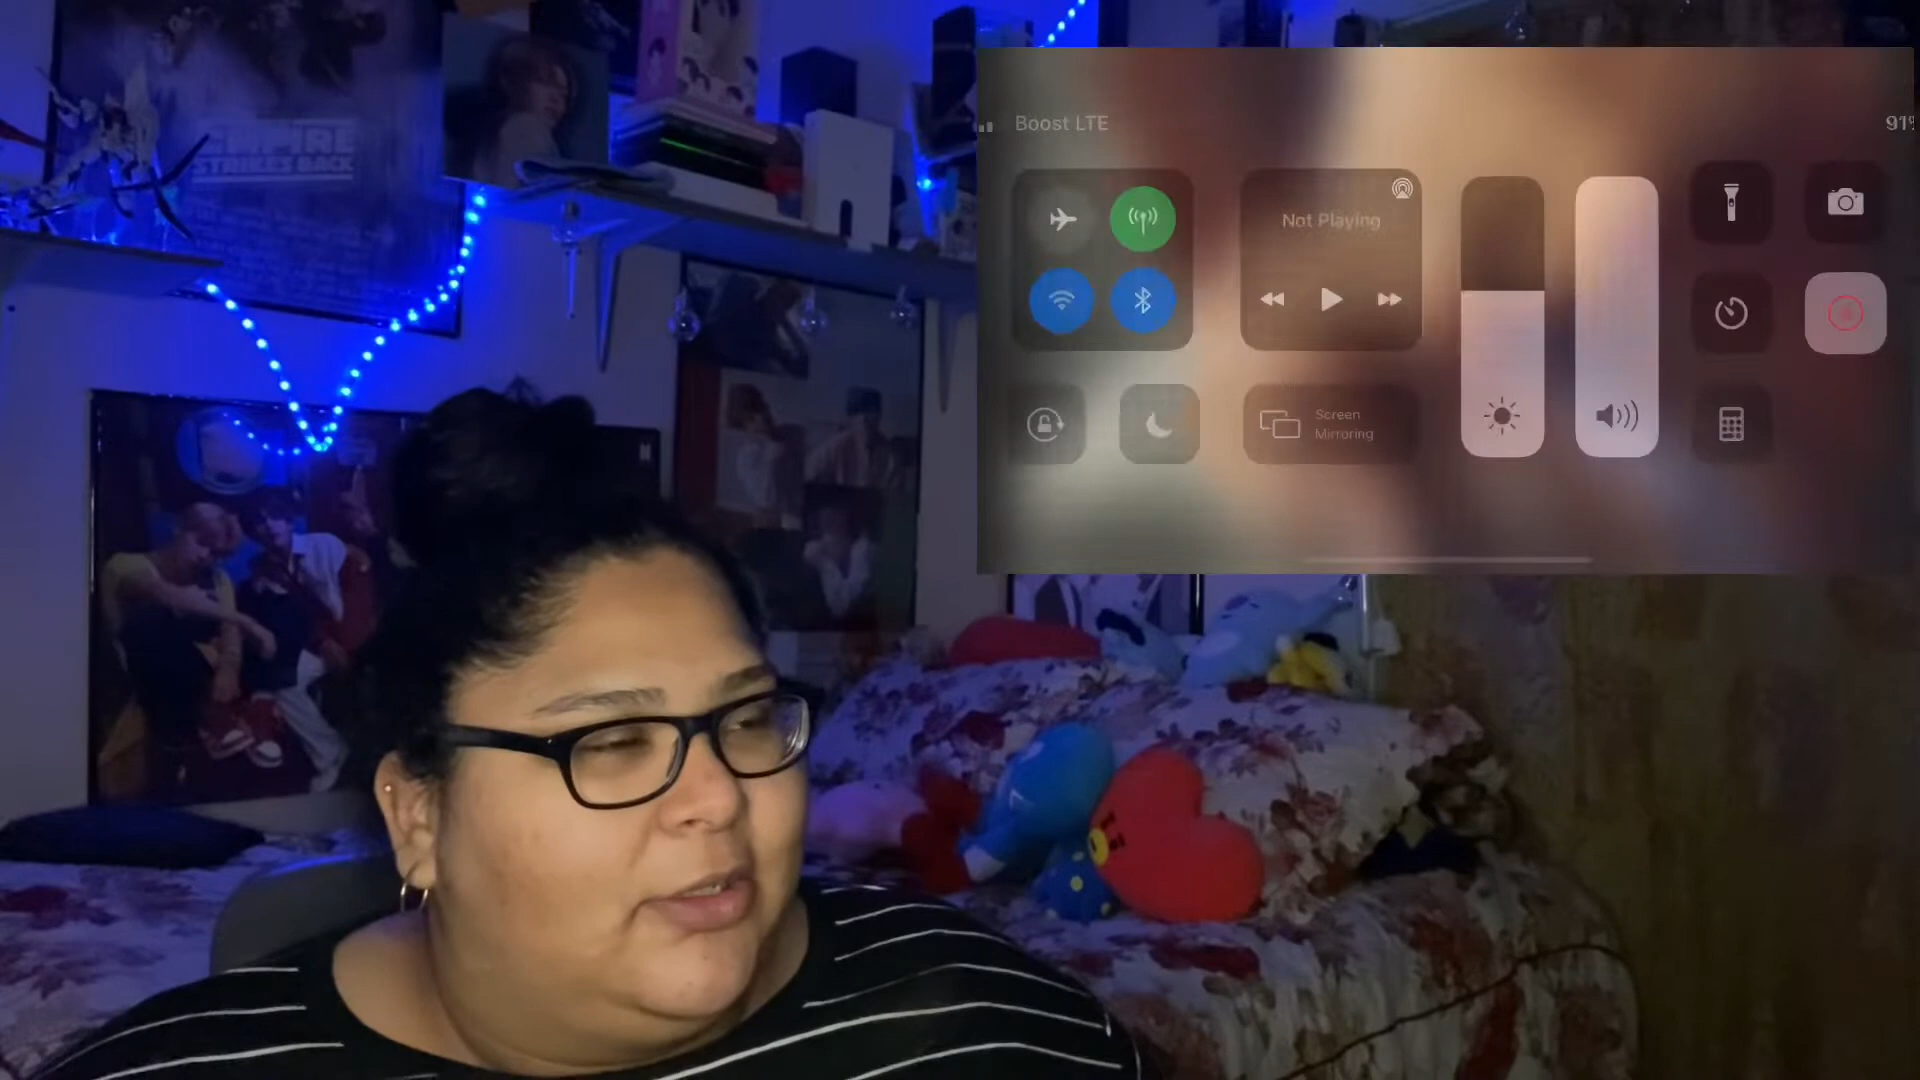 EMPIRE
STRIKES BACK
Boost LTE
91%
Not Playing
Screen
Mirroring